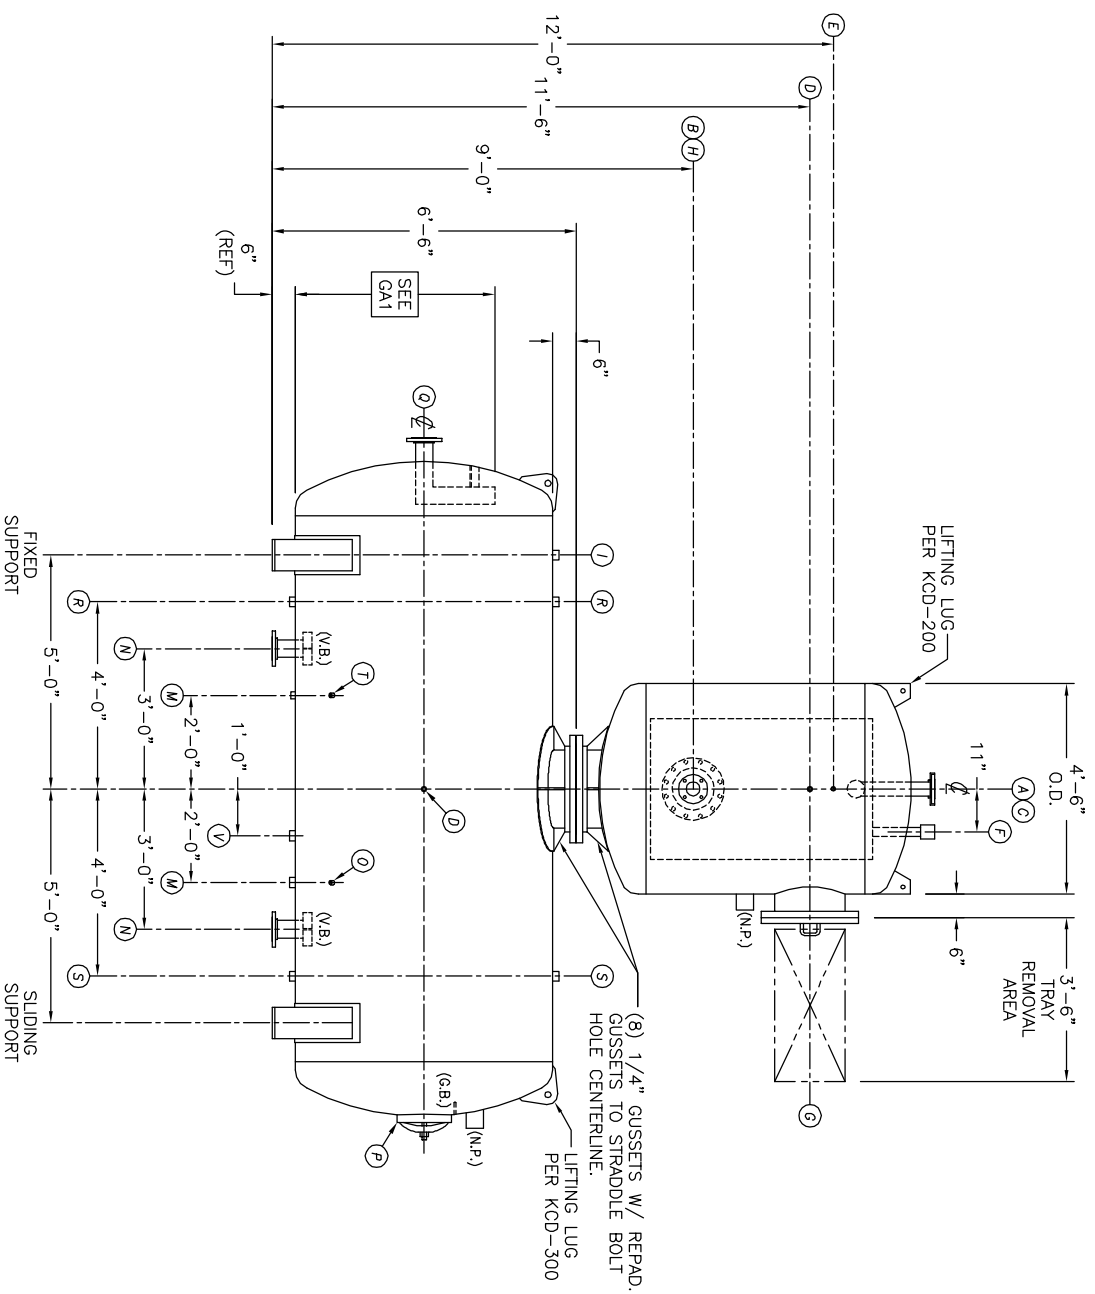 E
12'-0"
D
11'-6"
B H
9'-0"
6'-6"
6"
(REF)
SEE
GA1
6"
Q
LIFTING LUG
PER KCD-200
4'-6"
O.D.
11"
A C
F
6"
3'-6"
TRAY
REMOVAL
AREA
(N.P.)
G
(8) 1/4" GUSSETS W/ REPAD.
GUSSETS TO STRADDLE BOLT
HOLE CENTERLINE.
LIFTING LUG
PER KCD-300
I
R
S
D
T
O
(V.B.)
(V.B.)
(G.B.)
(N.P.)
P
1'-0"
V
M
2'-0"
2'-0"
M
N
3'-0"
3'-0"
N
R
4'-0"
4'-0"
S
5'-0"
5'-0"
FIXED
SUPPORT
SLIDING
SUPPORT